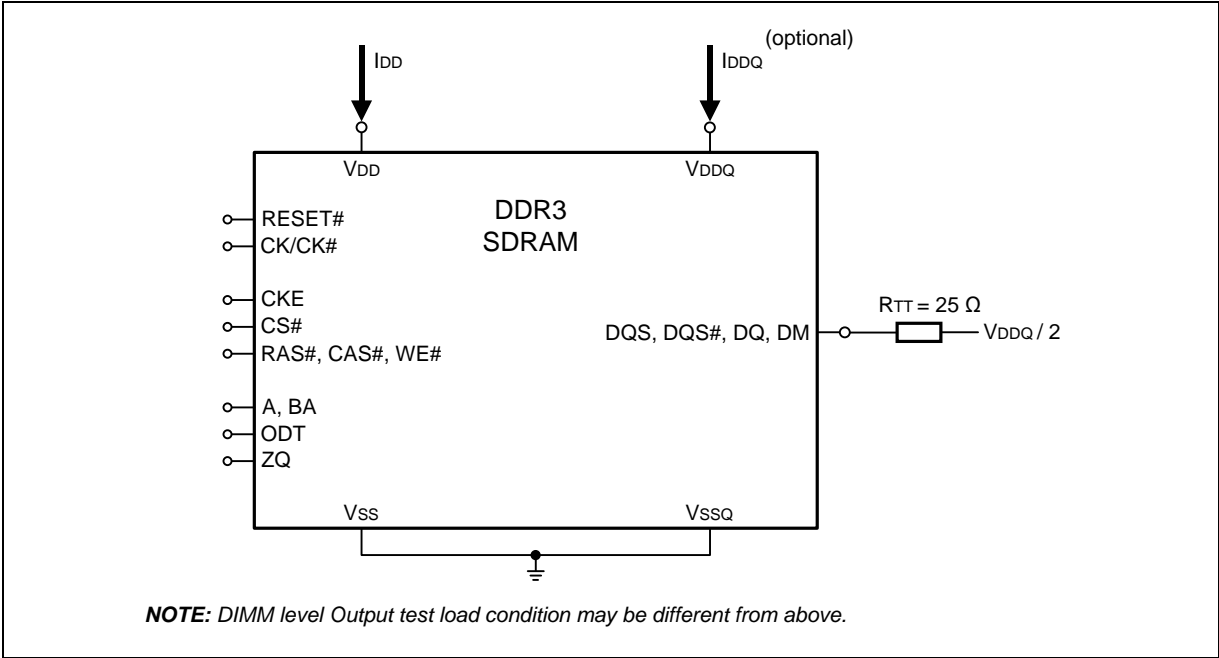 (optional)
IDD
IDDQ
VDD
VDDQ
DDR3
SDRAM
RESET#
CK/CK#
CKE
CS#
RAS#, CAS#, WE#
A, BA
ODT
ZQ
DQS, DQS#, DQ, DM
RTT = 25 Ω
VDDQ / 2
VSS
VSSQ
NOTE: DIMM level Output test load condition may be different from above.